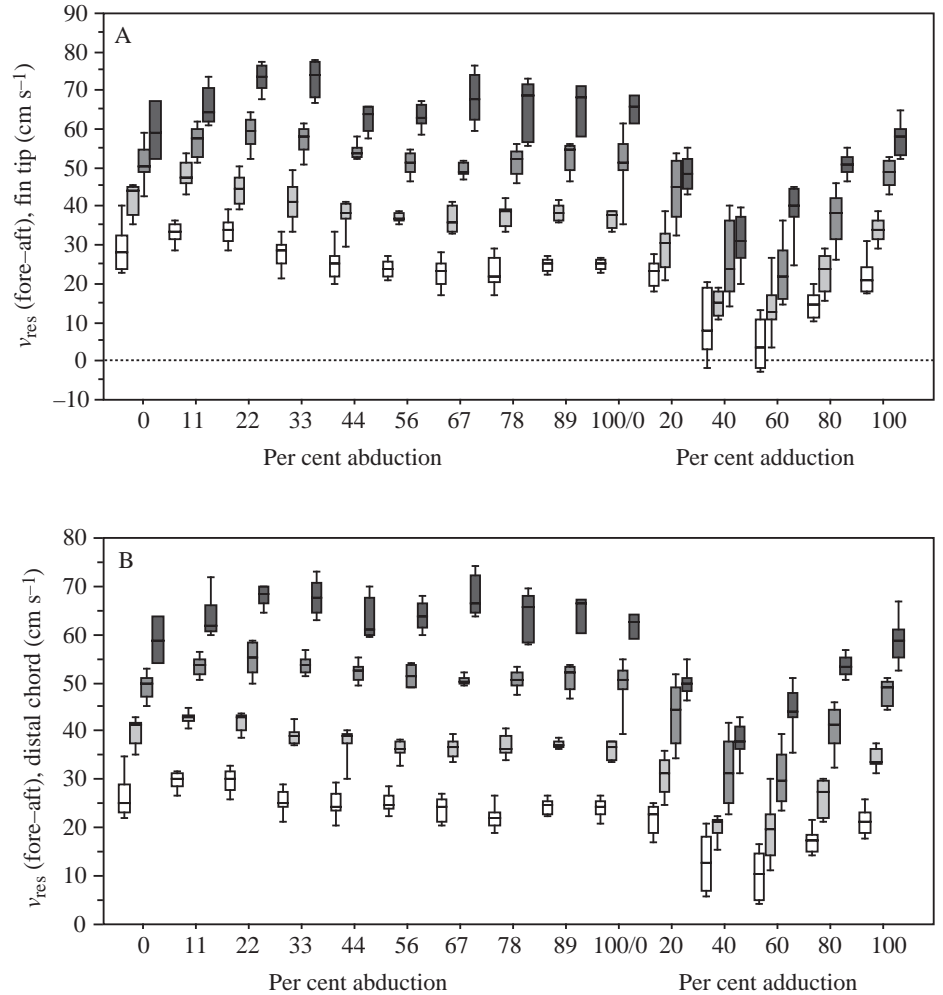 A
v_res (fore–aft), fin tip (cm s⁻¹)
90
80
70
60
50
40
30
20
10
0
–10
0 11 22 33 44 56 67 78 89 100/0 20 40 60 80 100
Per cent abduction Per cent adduction
B
v_res (fore–aft), distal chord (cm s⁻¹)
80
70
60
50
40
30
20
10
0
0 11 22 33 44 56 67 78 89 100/0 20 40 60 80 100
Per cent abduction Per cent adduction